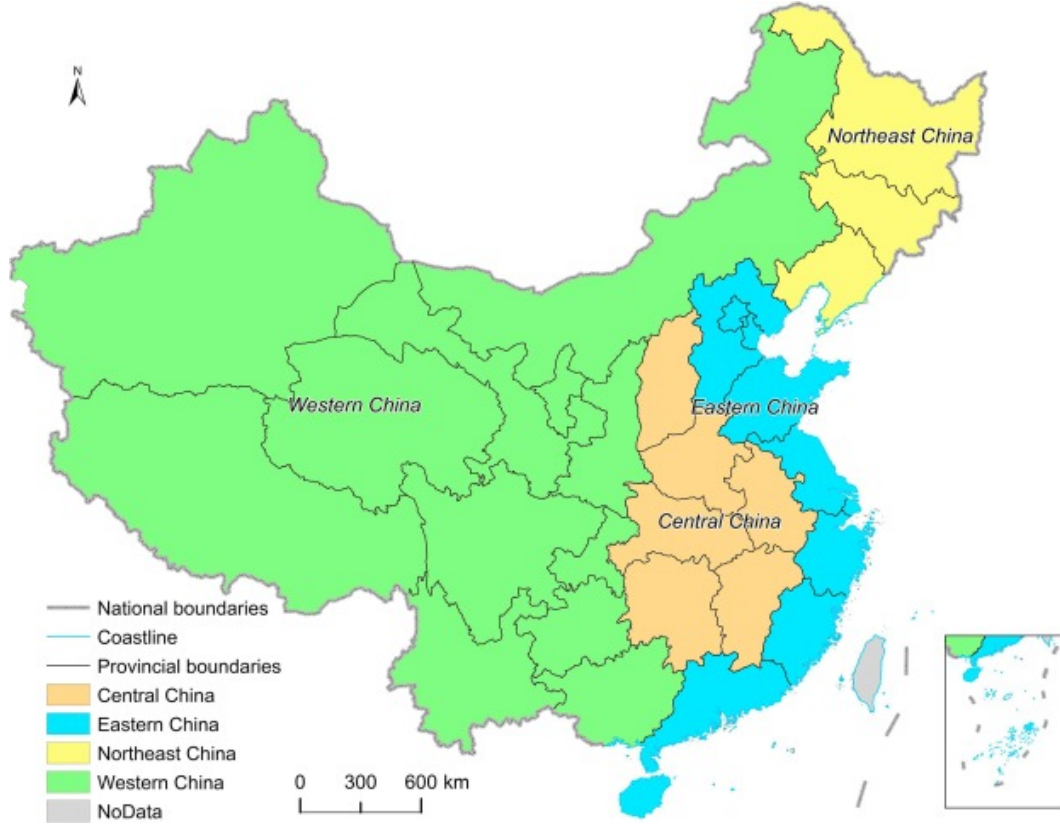 N
Northeast China
Western China
Eastern China
Central China
National boundaries
Coastline
Provincial boundaries
Central China
Eastern China
Northeast China
Western China
NoData
0 300 600 km